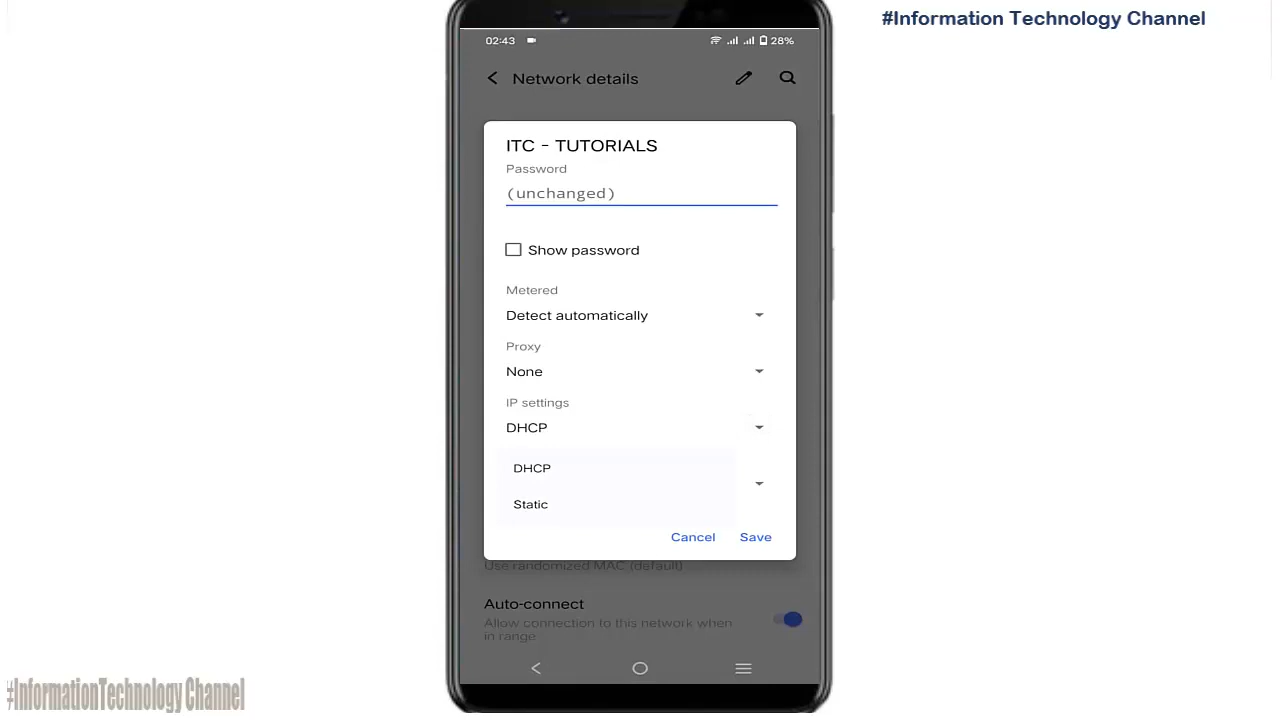 #Information Technology Channel
02:43 28%
Network details
ITC - TUTORIALS
Password
(unchanged)
Show password
Metered
Detect automatically
Proxy
None
IP settings
DHCP
DHCP
Static
Cancel Save
Use randomized MAC (default)
Auto-connect
Allow connection to this network when
in range
#InformationTechnology Channel